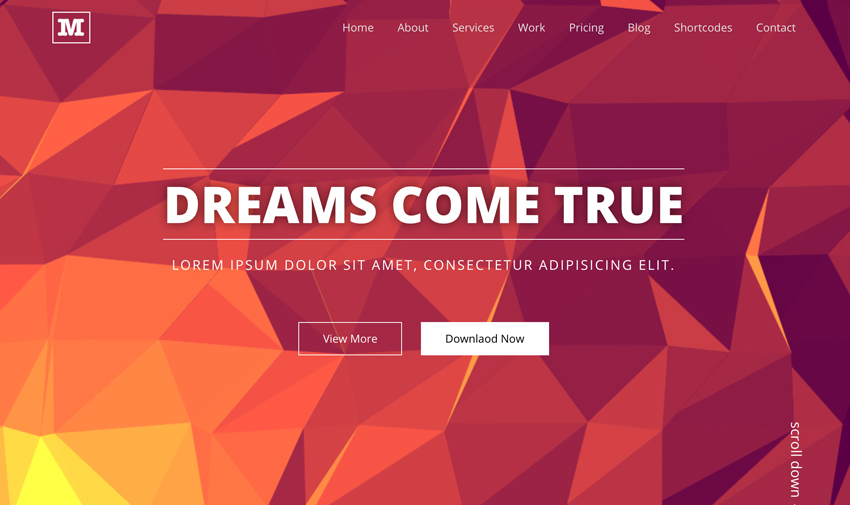 M
Home About Services Work Pricing Blog Shortcodes Contact
DREAMS COME TRUE
LOREM IPSUM DOLOR SIT AMET, CONSECTETUR ADIPISICING ELIT.
View More Downlaod Now
scroll down